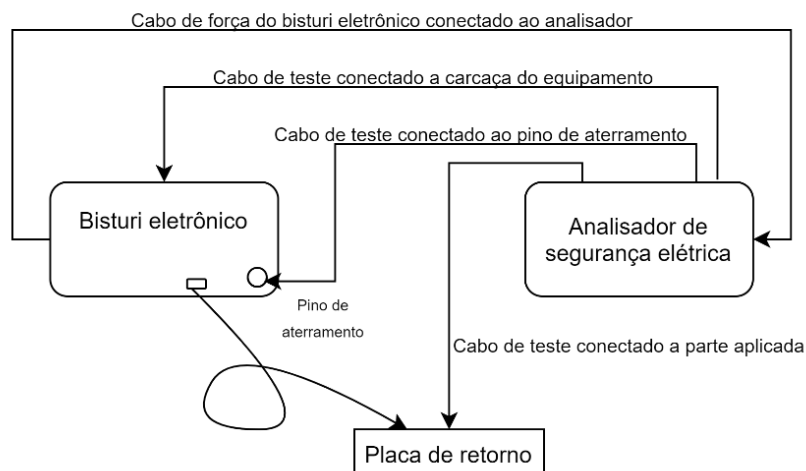 Cabo de força do bisturi eletrônico conectado ao analisador
Cabo de teste conectado a carcaça do equipamento
Cabo de teste conectado ao pino de aterramento
Bisturi eletrônico
Analisador de
segurança elétrica
Pino de
aterramento
Cabo de teste conectado a parte aplicada
Placa de retorno